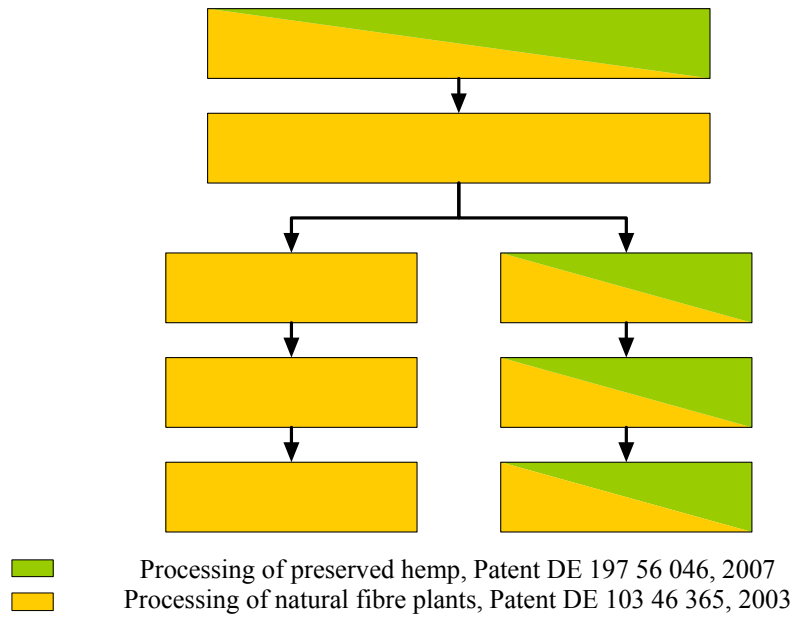 Processing of preserved hemp, Patent DE 197 56 046, 2007
Processing of natural fibre plants, Patent DE 103 46 365, 2003